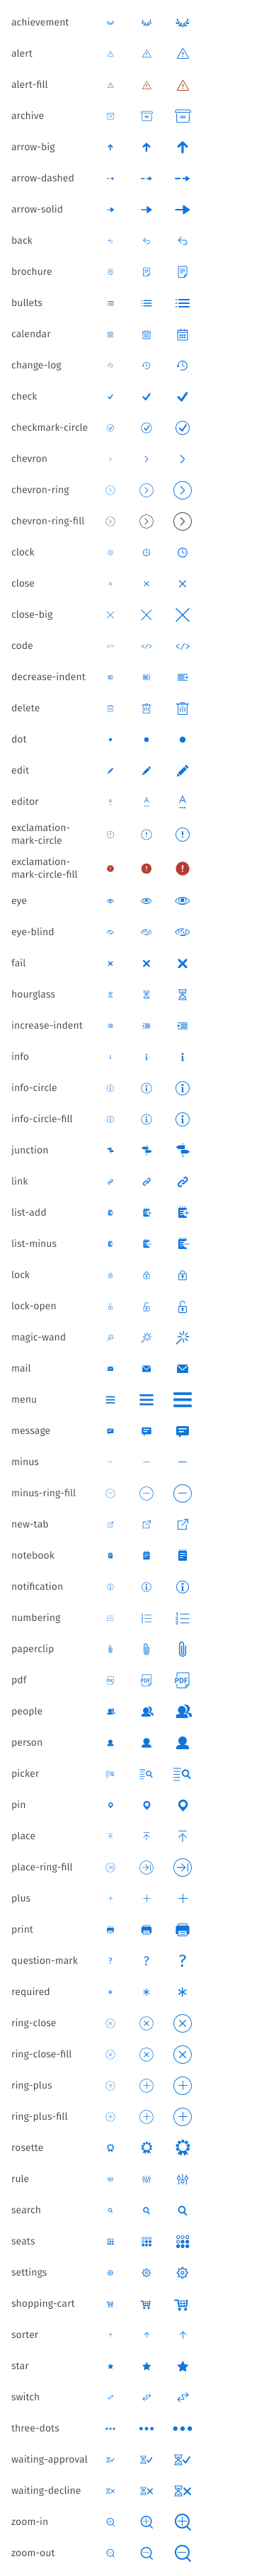 achievement
alert
alert-fill
archive
arrow-big
arrow-dashed
arrow-solid
back
brochure
bullets
calendar
change-log
check
checkmark-circle
chevron
chevron-ring
chevron-ring-fill
clock
close
close-big
code
decrease-indent
delete
dot
edit
editor
exclamation-
mark-circle
exclamation-
mark-circle-fill
eye
eye-blind
fail
hourglass
increase-indent
info
info-circle
info-circle-fill
junction
link
list-add
list-minus
lock
lock-open
magic-wand
mail
menu
message
minus
minus-ring-fill
new-tab
notebook
notification
numbering
paperclip
pdf PDF PDF PDF
people
person
picker
pin
place
place-ring-fill
plus
print
question-mark
required
ring-close
ring-close-fill
ring-plus
ring-plus-fill
rosette
rule
search
seats
settings
shopping-cart
sorter
star
switch
three-dots
waiting-approval
waiting-decline
zoom-in
zoom-out